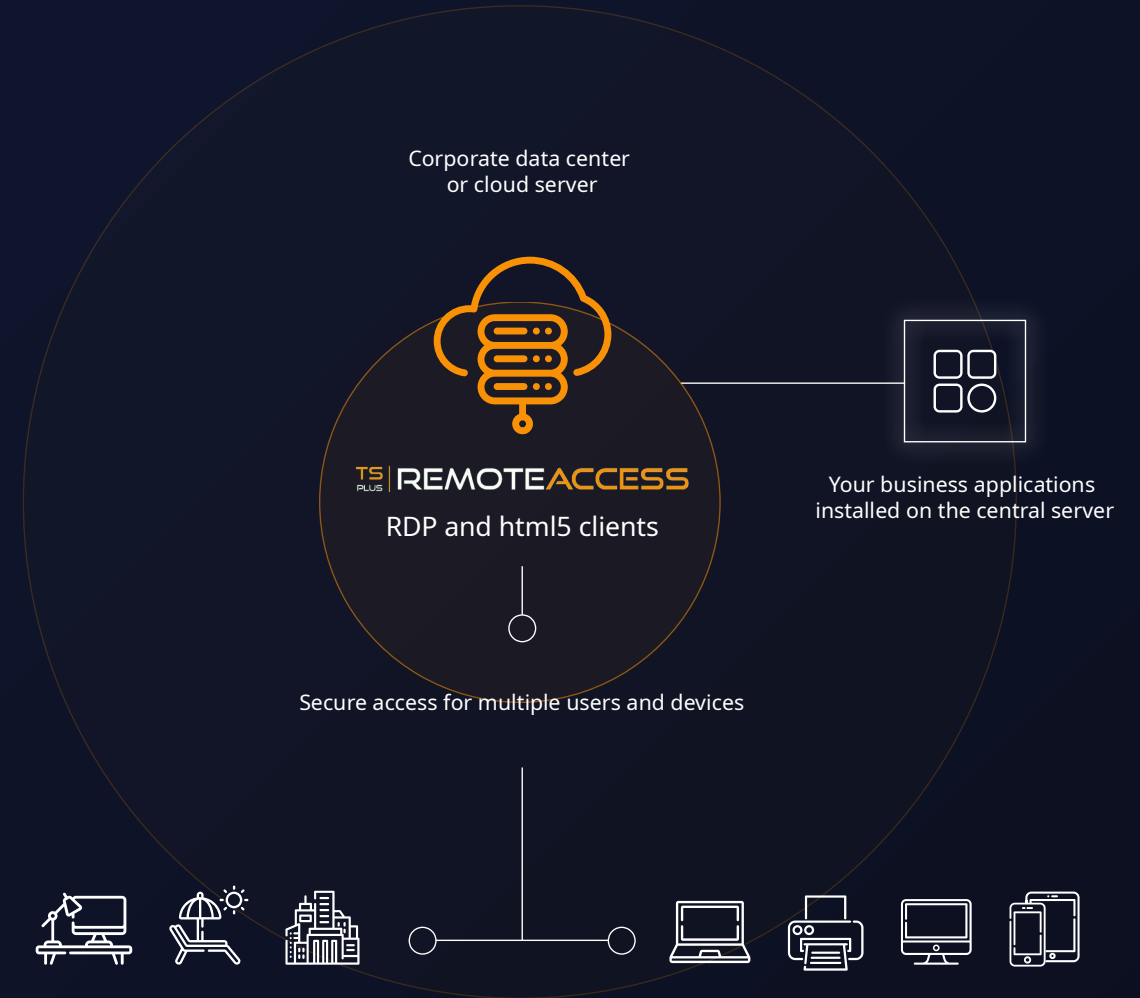 Corporate data center
or cloud server
TS
PLUS
REMOTEACCESS
RDP and html5 clients
Your business applications
installed on the central server
Secure access for multiple users and devices